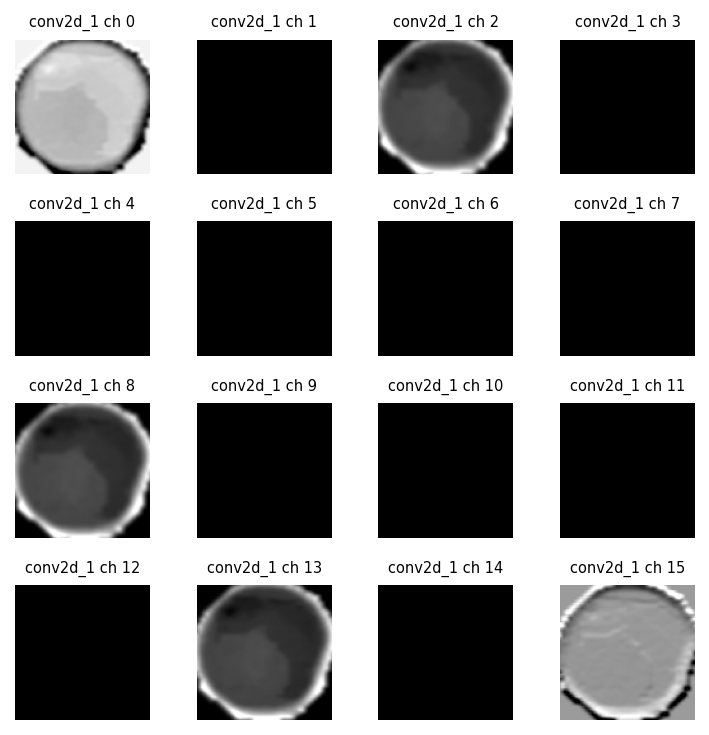 conv2d_1 ch 0 conv2d_1 ch 1 conv2d_1 ch 2 conv2d_1 ch 3
conv2d_1 ch 4 conv2d_1 ch 5 conv2d_1 ch 6 conv2d_1 ch 7
conv2d_1 ch 8 conv2d_1 ch 9 conv2d_1 ch 10 conv2d_1 ch 11
conv2d_1 ch 12 conv2d_1 ch 13 conv2d_1 ch 14 conv2d_1 ch 15